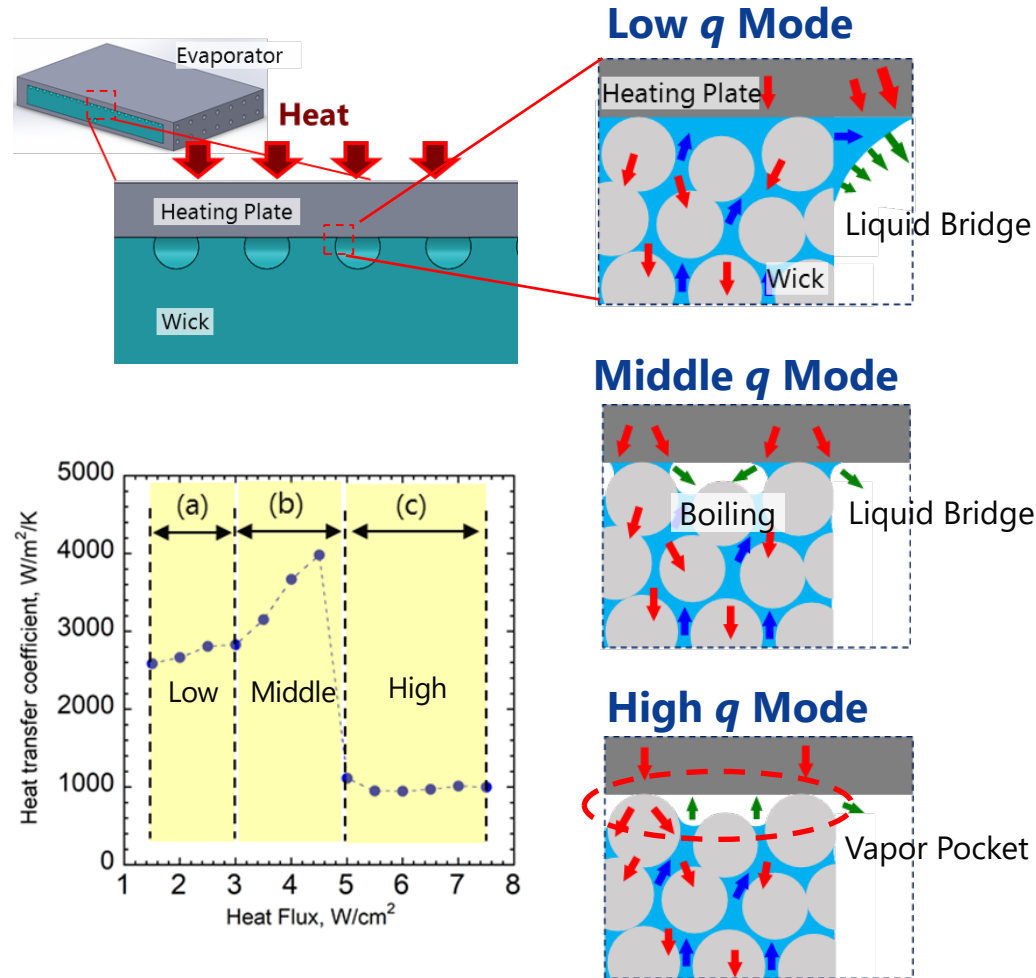 Low q Mode
Evaporator
Heat
Heating Plate
Wick
Heating Plate
Liquid Bridge
Wick
Middle q Mode
Boiling
Liquid Bridge
High q Mode
Vapor Pocket
Heat transfer coefficient, W/m²/K
5000
4000
3000
2000
1000
0
(a)
(b)
(c)
Low
Middle
High
1
2
3
4
5
6
7
8
Heat Flux, W/cm²